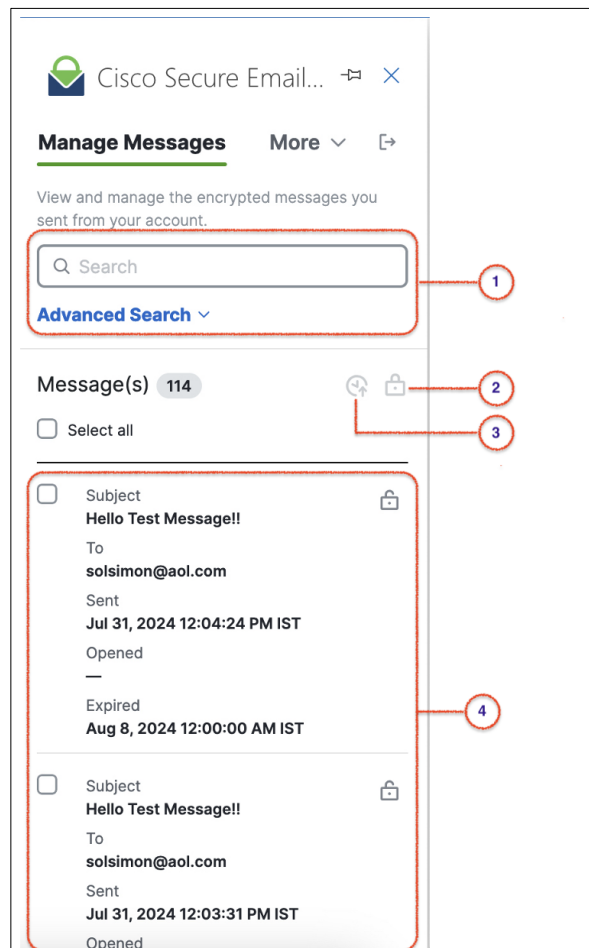 Cisco Secure Email...
Manage Messages More
View and manage the encrypted messages you
sent from your account.
Search
1
Advanced Search
Message(s) 114
2
Select all
3
Subject
Hello Test Message!!
To
solsimon@aol.com
Sent
Jul 31, 2024 12:04:24 PM IST
Opened
—
Expired
4
Aug 8, 2024 12:00:00 AM IST
Subject
Hello Test Message!!
To
solsimon@aol.com
Sent
Jul 31, 2024 12:03:31 PM IST
Opened